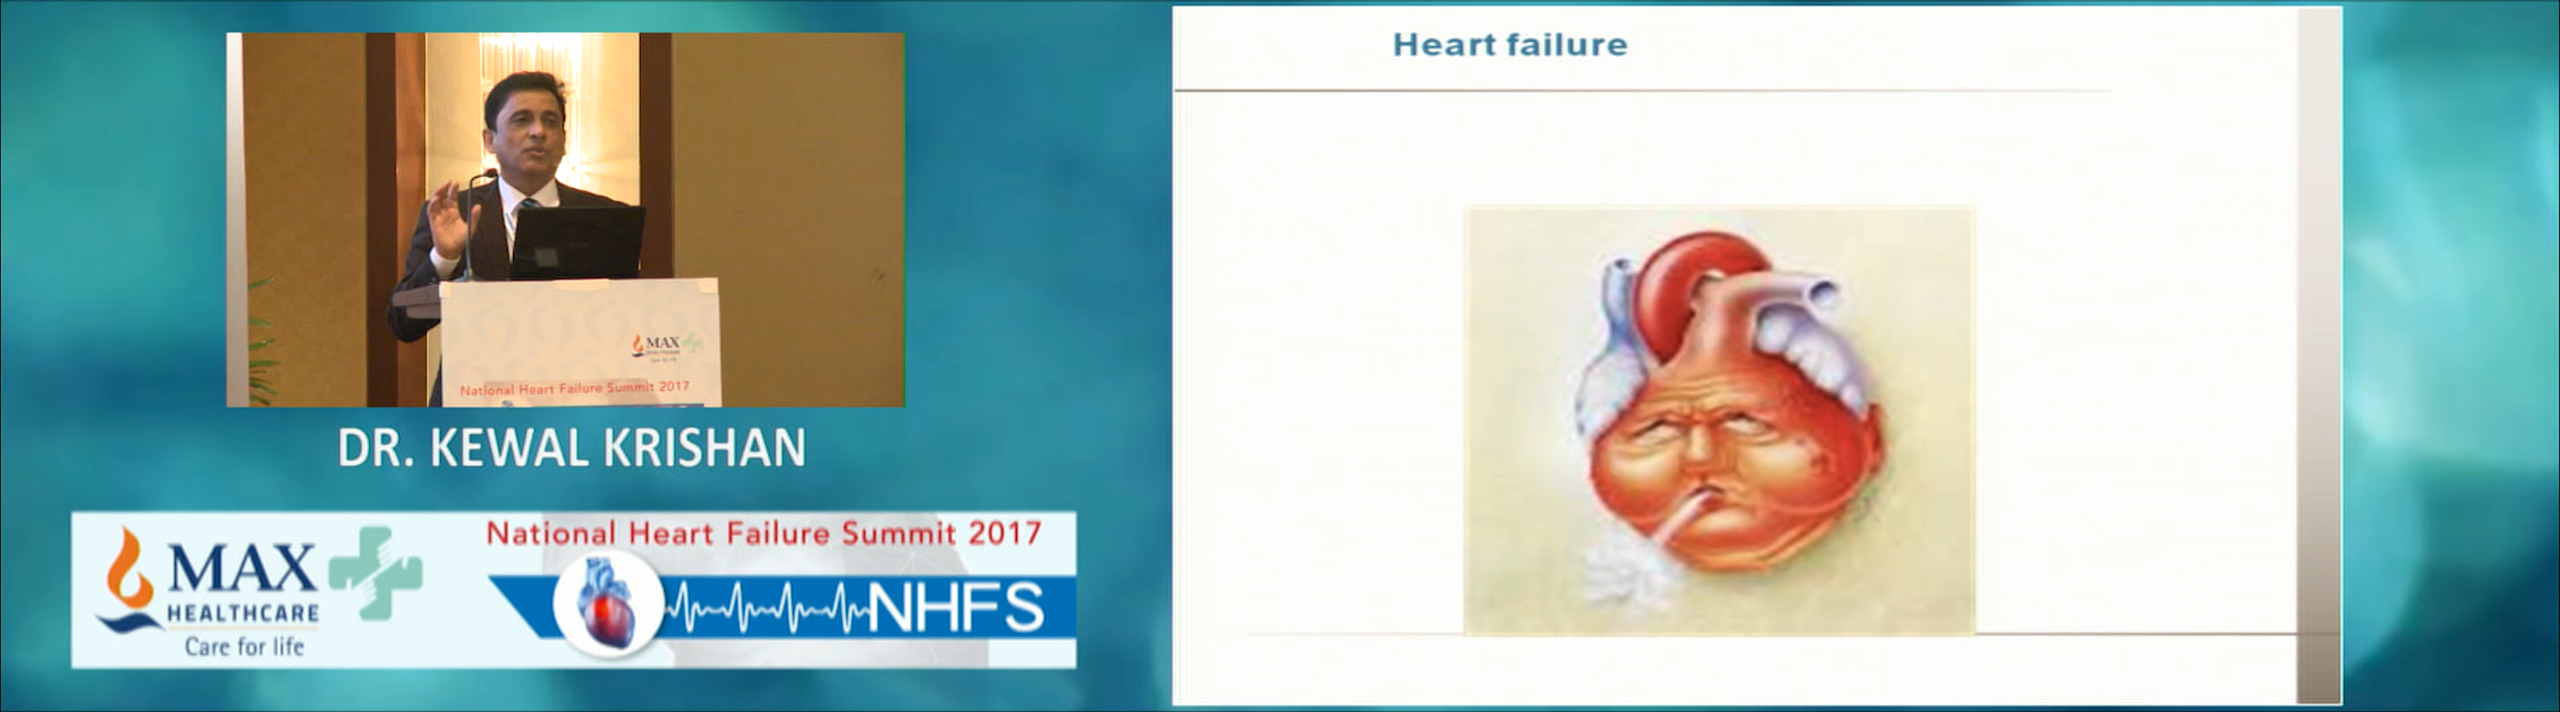 MAX
HEALTHCARE
National Heart Failure Summit 2017
DR. KEWAL KRISHAN
MAX
HEALTHCARE
Care for life
National Heart Failure Summit 2017
NHFS
Heart failure